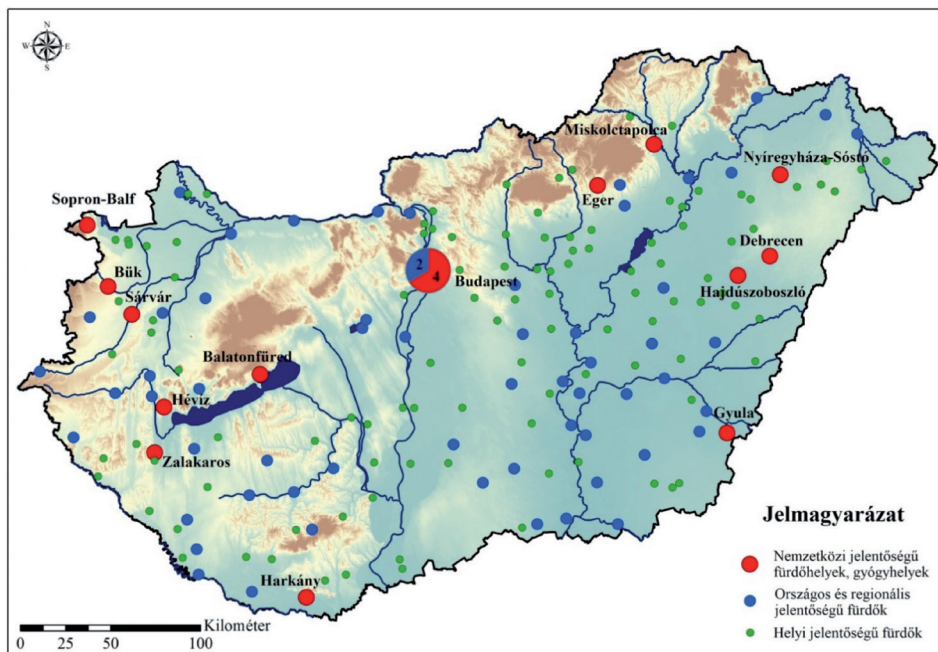 N
W E
S
Miskolctapolca
Nyíregyháza-Sóstó
Eger
Sopron-Balf
Debrecen
Bük
2
4
Budapest
Hajdúszoboszló
Sárvár
Balatonfüred
Hévíz
Gyula
Zalakaros
Harkány
Jelmagyarázat
Nemzetközi jelentőségű
fürdőhelyek, gyógyhelyek
Országos és regionális
jelentőségű fürdők
Helyi jelentőségű fürdők
Kilométer
0 25 50 100